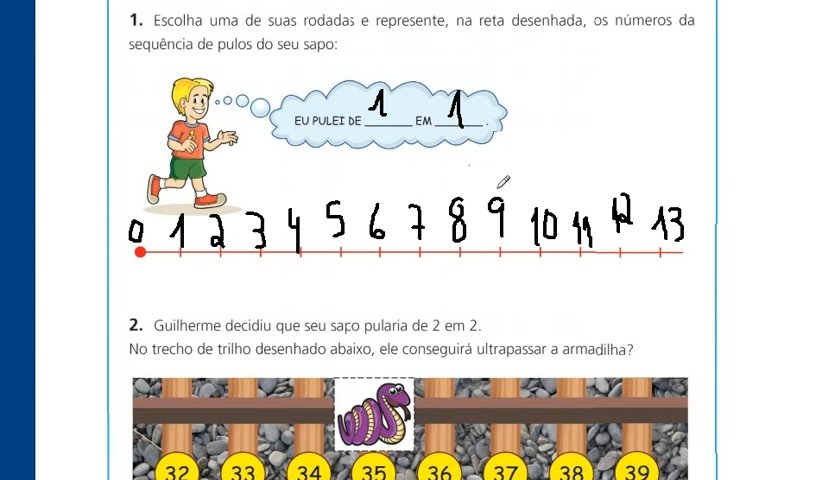 1. Escolha uma de suas rodadas e represente, na reta desenhada, os números da
sequência de pulos do seu sapo:
EU PULEI DE 1 EM 1.
0 1 2 3 4 5 6 7 8 9 10 11 12 13
2. Guilherme decidiu que seu sapo pularia de 2 em 2.
No trecho de trilho desenhado abaixo, ele conseguirá ultrapassar a armadilha?
32 33 34 35 36 37 38 39